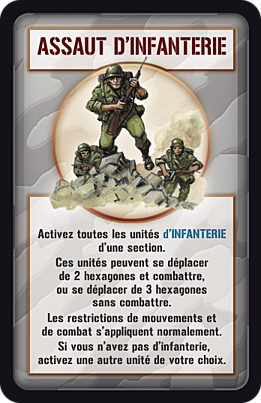 ASSAUT D'INFANTERIE
Activez toutes les unités d'INFANTERIE
d'une section.
Ces unités peuvent se déplacer
de 2 hexagones et combattre,
ou se déplacer de 3 hexagones
sans combattre.
Les restrictions de mouvements et
de combat s'appliquent normalement.
Si vous n'avez pas d'infanterie,
activez une autre unité de votre choix.